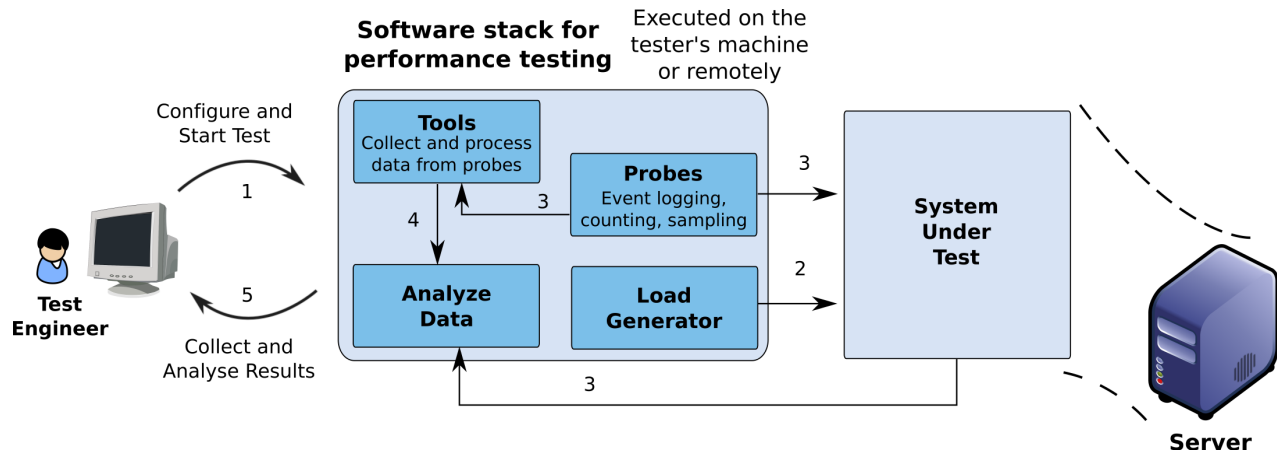 Software stack for
performance testing
Executed on the
tester's machine
or remotely
Configure and
Start Test
1
Tools
Collect and process
data from probes
Probes
Event logging,
counting, sampling
3
3
4
System
Under
Test
2
5
Analyze
Data
Load
Generator
Test
Engineer
Collect and
Analyse Results
3
Server